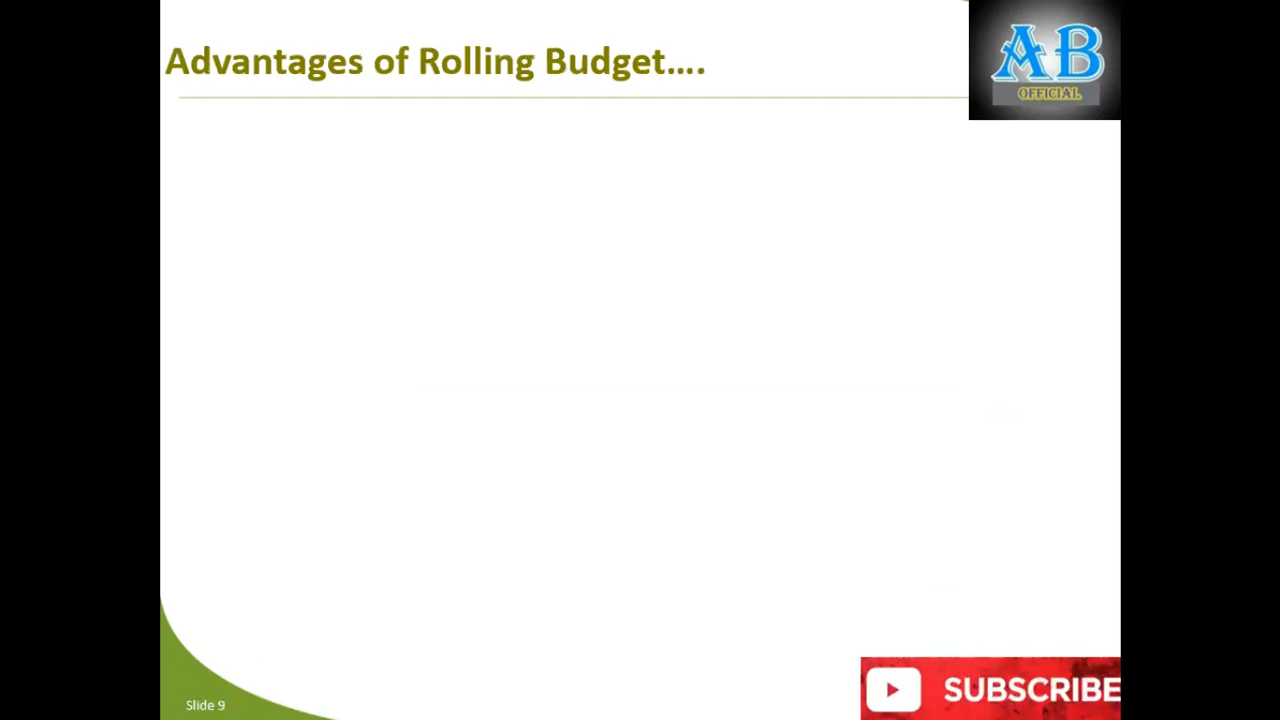 Advantages of Rolling Budget....
AB
OFFICIAL
Slide 9
SUBSCRIBE